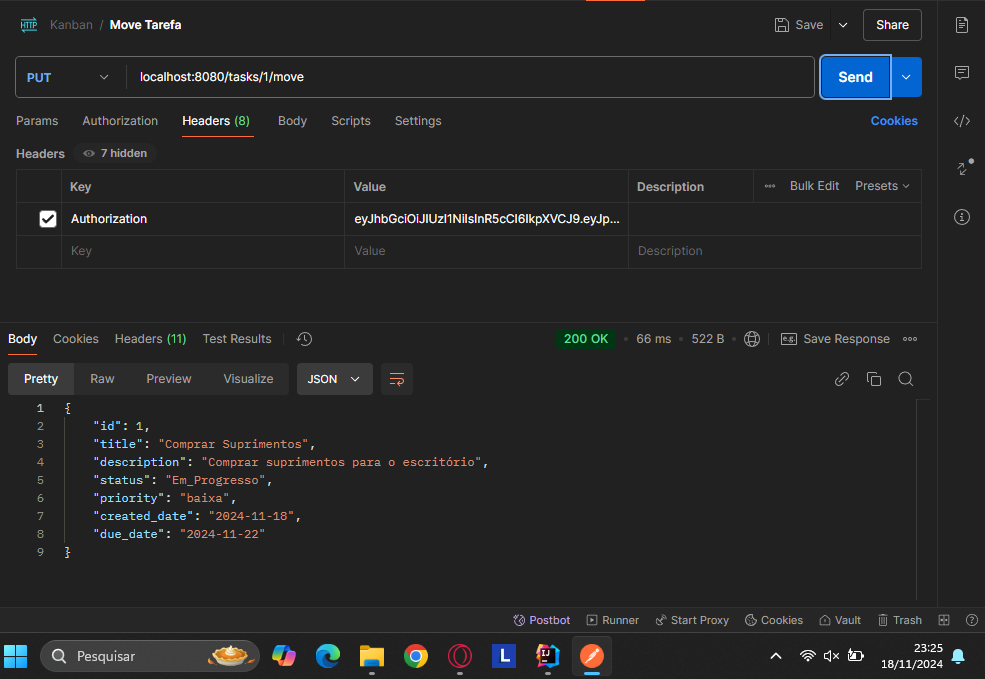 HTTP Kanban / Move Tarefa Save Share
PUT localhost:8080/tasks/1/move Send
Params Authorization Headers (8) Body Scripts Settings Cookies
Headers 7 hidden
Key Value Description Bulk Edit Presets
Authorization eyJhbGciOiJIUzI1NiIsInR5cCI6IkpXVCJ9.eyJp...
Key Value Description
Body Cookies Headers (11) Test Results 200 OK 66 ms 522 B e.g. Save Response
Pretty Raw Preview Visualize JSON
1 {
2 "id": 1,
3 "title": "Comprar Suprimentos",
4 "description": "Comprar suprimentos para o escritório",
5 "status": "Em_Progresso",
6 "priority": "baixa",
7 "created_date": "2024-11-18",
8 "due_date": "2024-11-22"
9 }
Postbot Runner Start Proxy Cookies Vault Trash
Pesquisar L IJ 23:25
18/11/2024